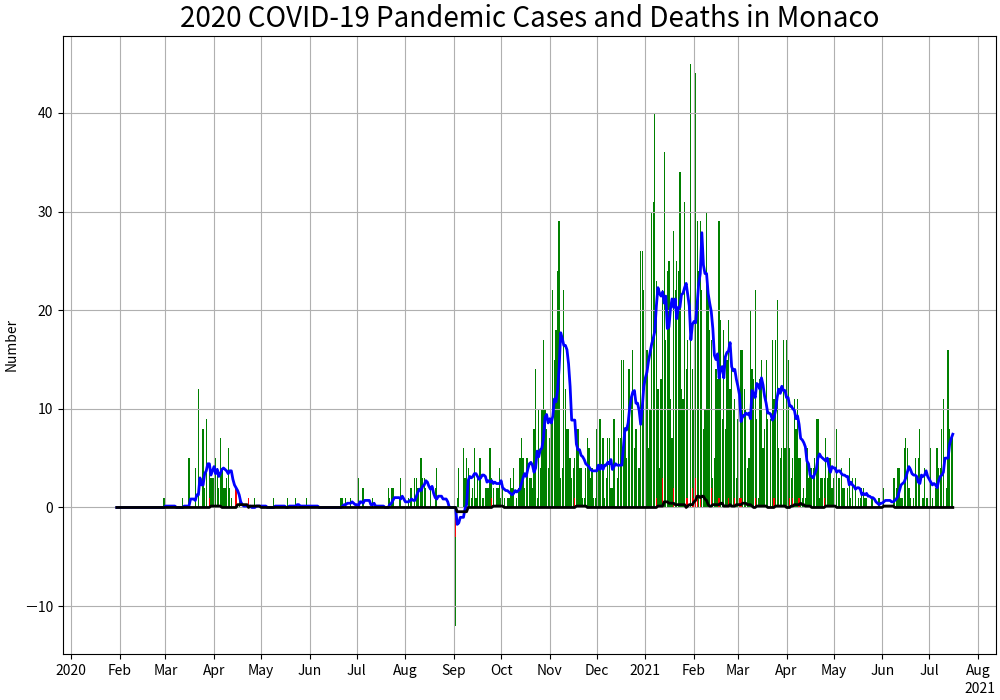 2020 COVID-19 Pandemic Cases and Deaths in Monaco
Number
40
30
20
10
0
−10
2020 Feb Mar Apr May Jun Jul Aug Sep Oct Nov Dec 2021 Feb Mar Apr May Jun Jul Aug
2021